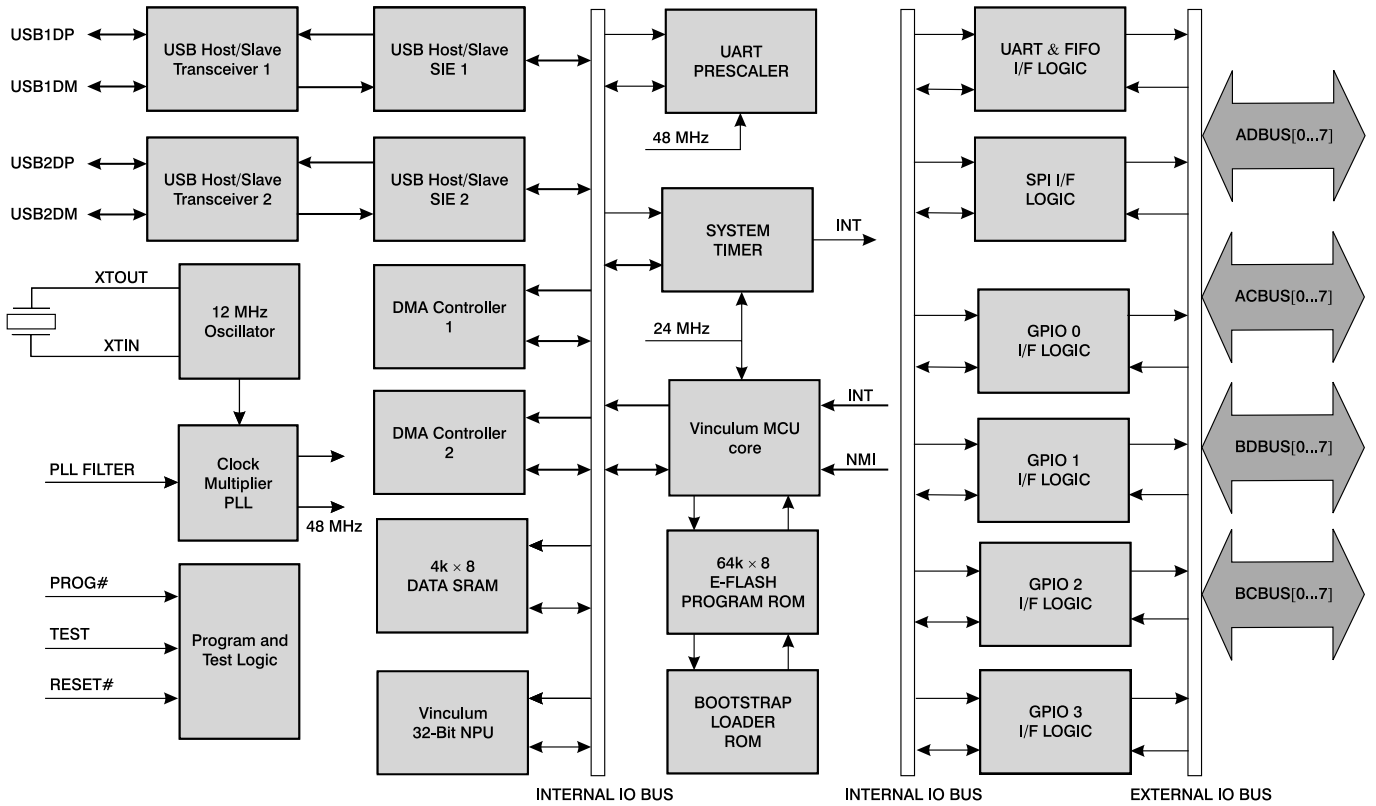 USB1DP
USB1DM
USB Host/Slave
Transceiver 1
USB Host/Slave
SIE 1
USB2DP
USB2DM
USB Host/Slave
Transceiver 2
USB Host/Slave
SIE 2
XTOUT
XTIN
12 MHz
Oscillator
PLL FILTER
Clock
Multiplier
PLL
48 MHz
PROG#
TEST
RESET#
Program and
Test Logic
DMA Controller
1
DMA Controller
2
4k × 8
DATA SRAM
Vinculum
32-Bit NPU
INTERNAL IO BUS
UART
PRESCALER
48 MHz
SYSTEM
TIMER
INT
24 MHz
Vinculum MCU
core
INT
NMI
64k × 8
E-FLASH
PROGRAM ROM
BOOTSTRAP
LOADER
ROM
INTERNAL IO BUS
UART & FIFO
I/F LOGIC
SPI I/F
LOGIC
GPIO 0
I/F LOGIC
GPIO 1
I/F LOGIC
GPIO 2
I/F LOGIC
GPIO 3
I/F LOGIC
EXTERNAL IO BUS
ADBUS[0...7]
ACBUS[0...7]
BDBUS[0...7]
BCBUS[0...7]